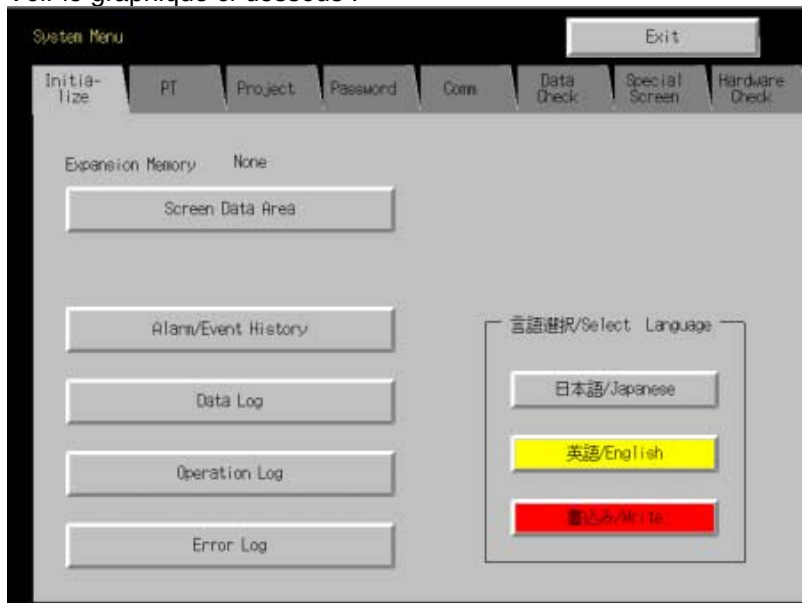 Voir le graphique ci-dessous :
System Menu
Exit
Initia-
lize
PT
Project
Password
Comm
Data
Check
Special
Screen
Hardware
Check
Expansion Memory None
Screen Data Area
Alarm/Event History
言語選択/Select Language
Data Log
日本語/Japanese
Operation Log
英語/English
書込み/Write
Error Log